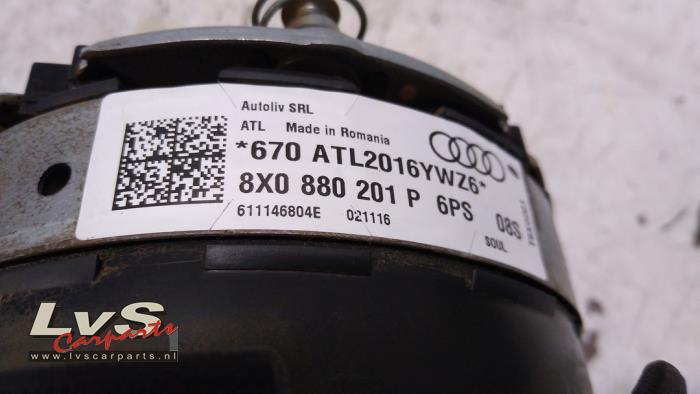 Autoliv SRL
ATL Made in Romania
*670 ATL2016YWZ6*
8X0 880 201 P 6PS 08S
611146804E 021116 SOUL
LvS
Carparts
www.lvscarparts.nl